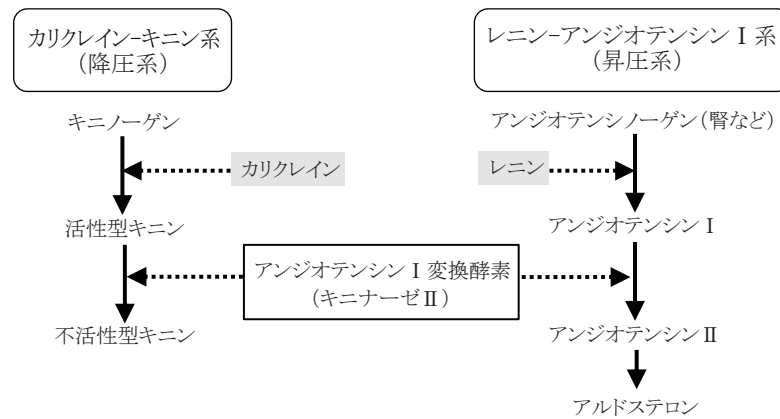 カリクレイン-キニン系
（降圧系）
レニン-アンジオテンシンⅠ系
（昇圧系）
キニノーゲン
アンジオテンシノーゲン（腎など）
カリクレイン
レニン
活性型キニン
アンジオテンシンⅠ
アンジオテンシンⅠ変換酵素
（キニナーゼⅡ）
不活性型キニン
アンジオテンシンⅡ
アルドステロン